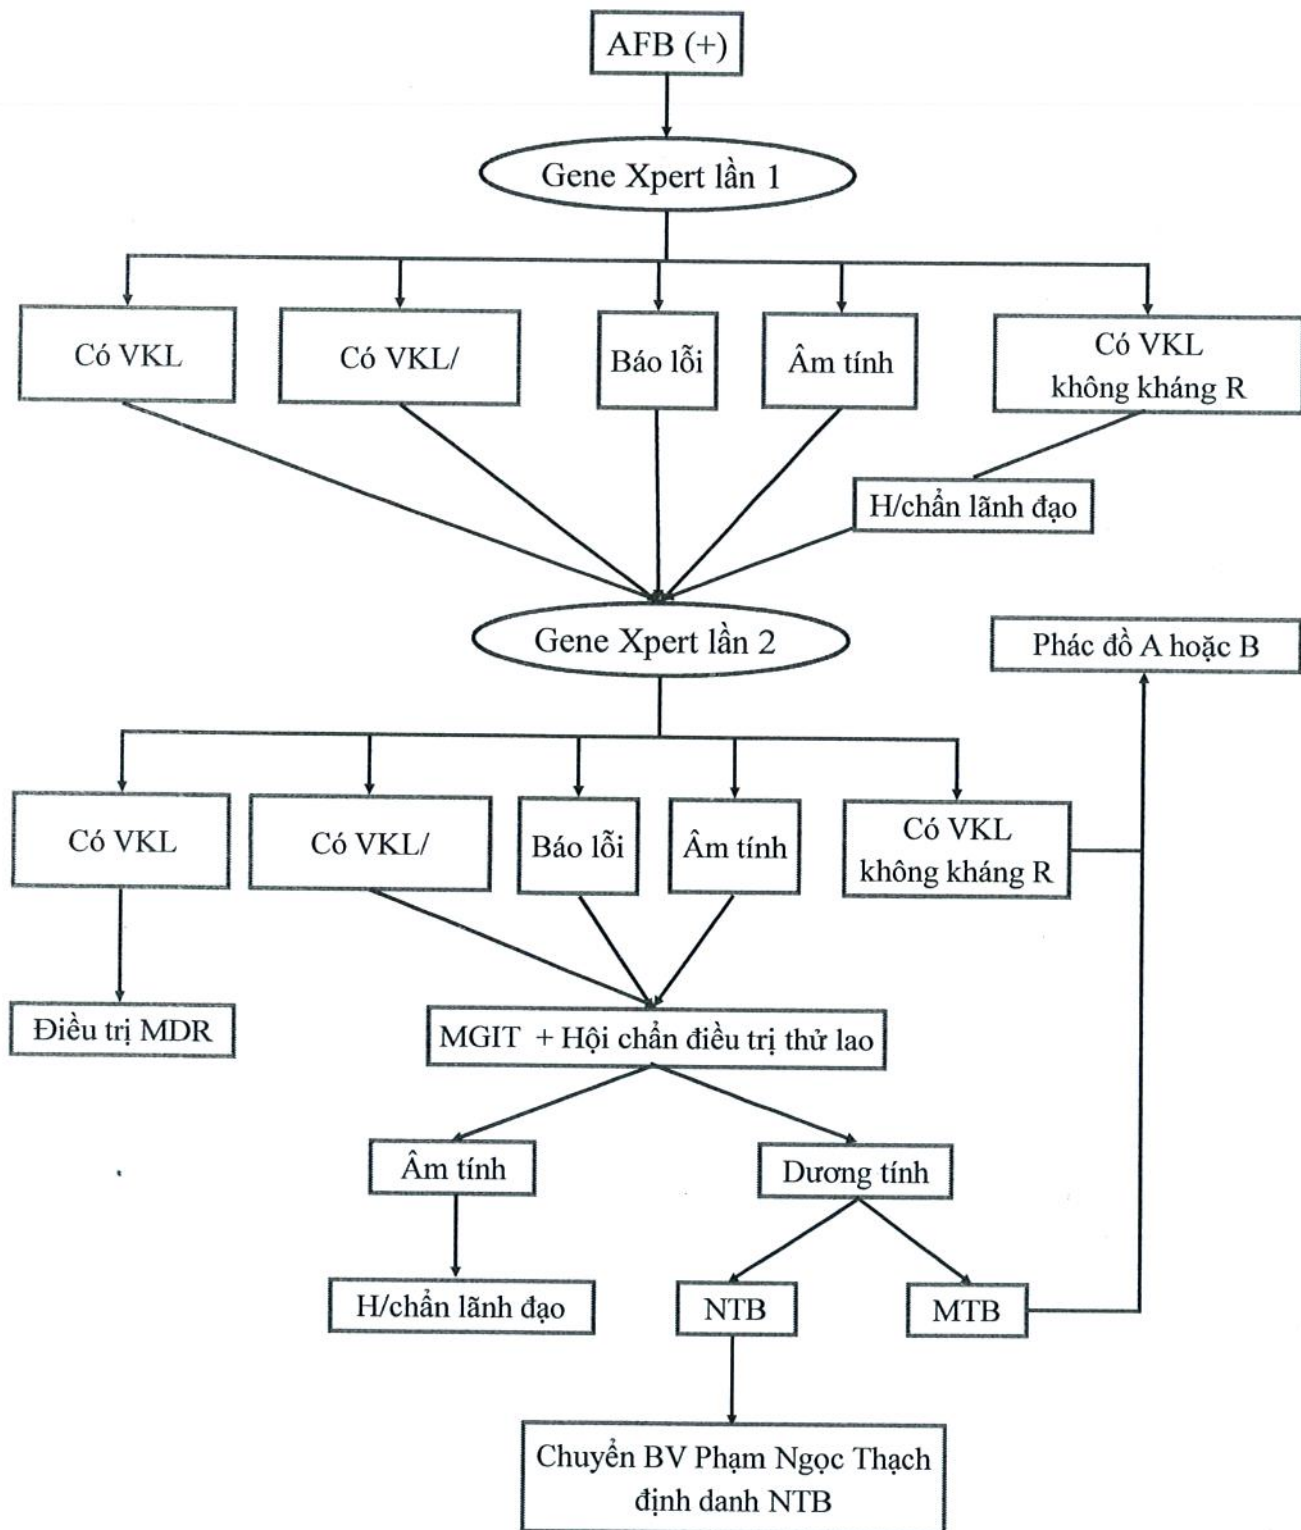 AFB (+)
Gene Xpert lần 1
Có VKL
Có VKL/
Báo lỗi
Âm tính
Có VKL
không kháng R
H/chẩn lãnh đạo
Gene Xpert lần 2
Phác đồ A hoặc B
Có VKL
Có VKL/
Báo lỗi
Âm tính
Có VKL
không kháng R
Điều trị MDR
MGIT + Hội chẩn điều trị thử lao
Âm tính
Dương tính
H/chẩn lãnh đạo
NTB
MTB
Chuyển BV Phạm Ngọc Thạch
định danh NTB